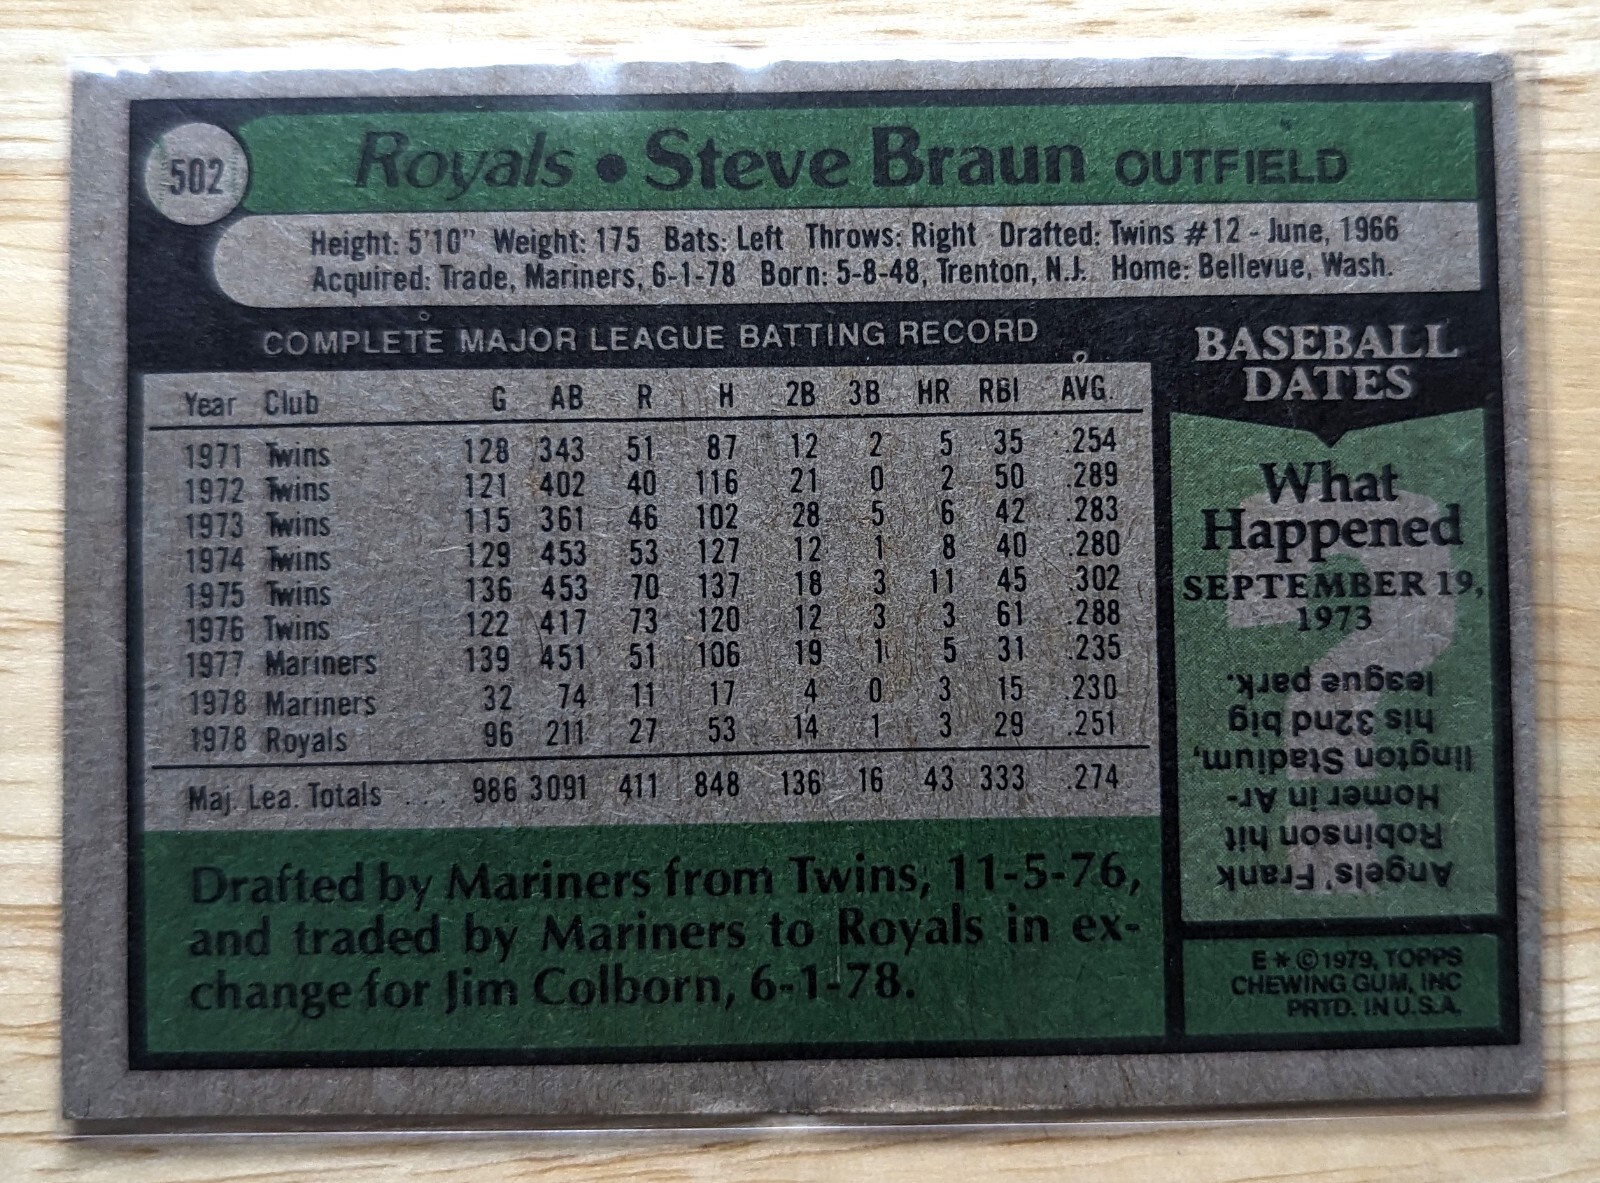 502
Royals • Steve Braun OUTFIELD
Height: 5'10" Weight: 175 Bats: Left Throws: Right Drafted: Twins #12 - June, 1966
Acquired: Trade, Mariners, 6-1-78 Born: 5-8-48, Trenton, N.J. Home: Bellevue, Wash.
COMPLETE MAJOR LEAGUE BATTING RECORD
Year Club G AB R H 2B 3B HR RBI AVG.
1971 Twins 128 343 51 87 12 2 5 35 .254
1972 Twins 121 402 40 116 21 0 2 50 .289
1973 Twins 115 361 46 102 28 5 6 42 .283
1974 Twins 129 453 53 127 12 1 8 40 .280
1975 Twins 136 453 70 137 18 3 11 45 .302
1976 Twins 122 417 73 120 12 3 3 61 .288
1977 Mariners 139 451 51 106 19 1 5 31 .235
1978 Mariners 32 74 11 17 4 0 3 15 .230
1978 Royals 96 211 27 53 14 1 3 29 .251
Maj. Lea. Totals .... 986 3091 411 848 136 16 43 333 .274
Drafted by Mariners from Twins, 11-5-76,
and traded by Mariners to Royals in ex-
change for Jim Colborn, 6-1-78.
BASEBALL
DATES
What
Happened
SEPTEMBER 19,
1973
?
Angels' Frank
Robinson hit
Homer in Ar-
lington Stadium,
his 32nd big
league park.
E * ©1979, TOPPS
CHEWING GUM, INC
PRTD. IN U.S.A.